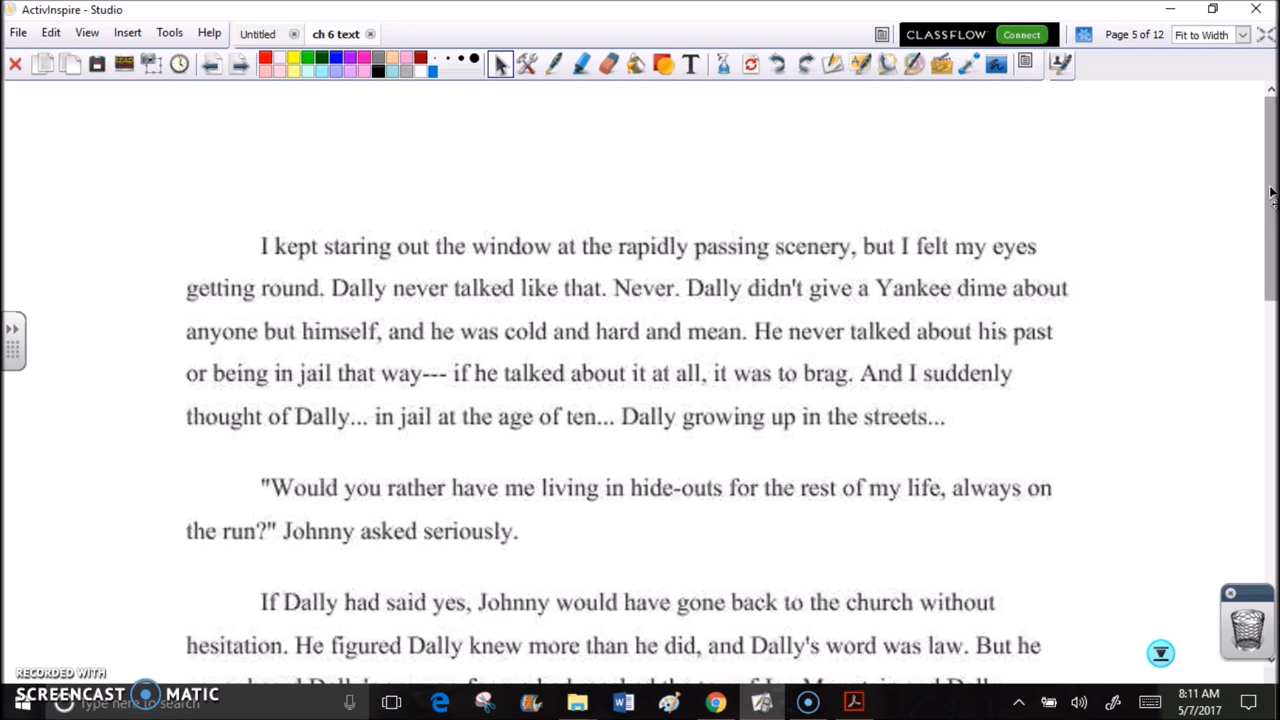 ActivInspire - Studio
File Edit View Insert Tools Help
Untitled
ch 6 text
CLASSFLOW Connect
Page 5 of 12
Fit to Width
I kept staring out the window at the rapidly passing scenery, but I felt my eyes
getting round. Dally never talked like that. Never. Dally didn't give a Yankee dime about
anyone but himself, and he was cold and hard and mean. He never talked about his past
or being in jail that way--- if he talked about it at all, it was to brag. And I suddenly
thought of Dally... in jail at the age of ten... Dally growing up in the streets...
"Would you rather have me living in hide-outs for the rest of my life, always on
the run?" Johnny asked seriously.
If Dally had said yes, Johnny would have gone back to the church without
hesitation. He figured Dally knew more than he did, and Dally's word was law. But he
RECORDED WITH
SCREENCAST MATIC
Type here to search
8:11 AM
5/7/2017